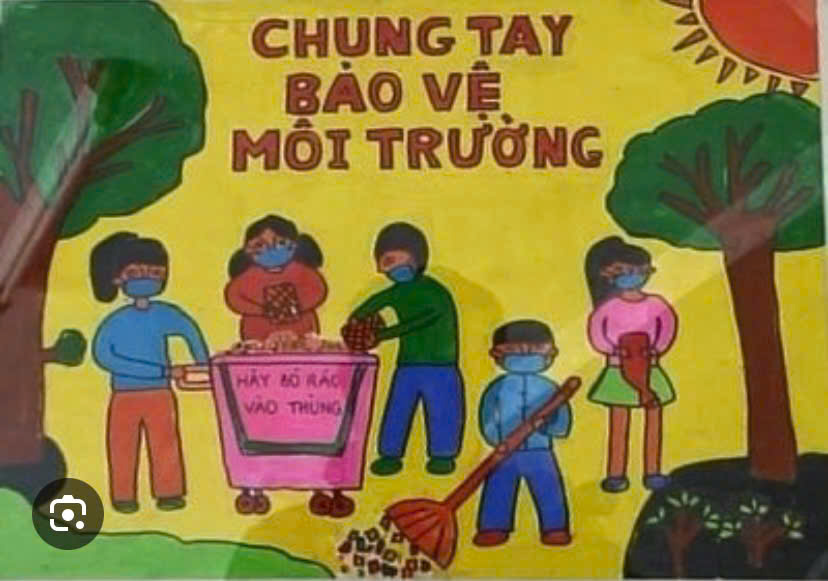 CHUNG TAY
BẢO VỆ
MÔI TRƯỜNG
HÃY BỎ RÁC
VÀO THÙNG